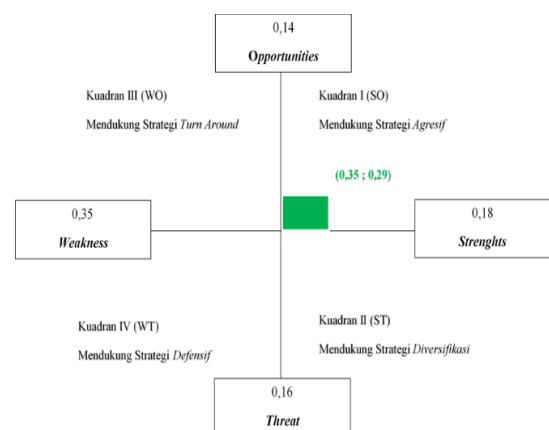 0,14
Opportunities
Kuadran III (WO)
Mendukung Strategi Turn Around
Kuadran I (SO)
Mendukung Strategi Agresif
(0,35 ; 0,29)
0,35
Weakness
0,18
Strenghts
Kuadran IV (WT)
Mendukung Strategi Defensif
Kuadran II (ST)
Mendukung Strategi Diversifikasi
0,16
Threat